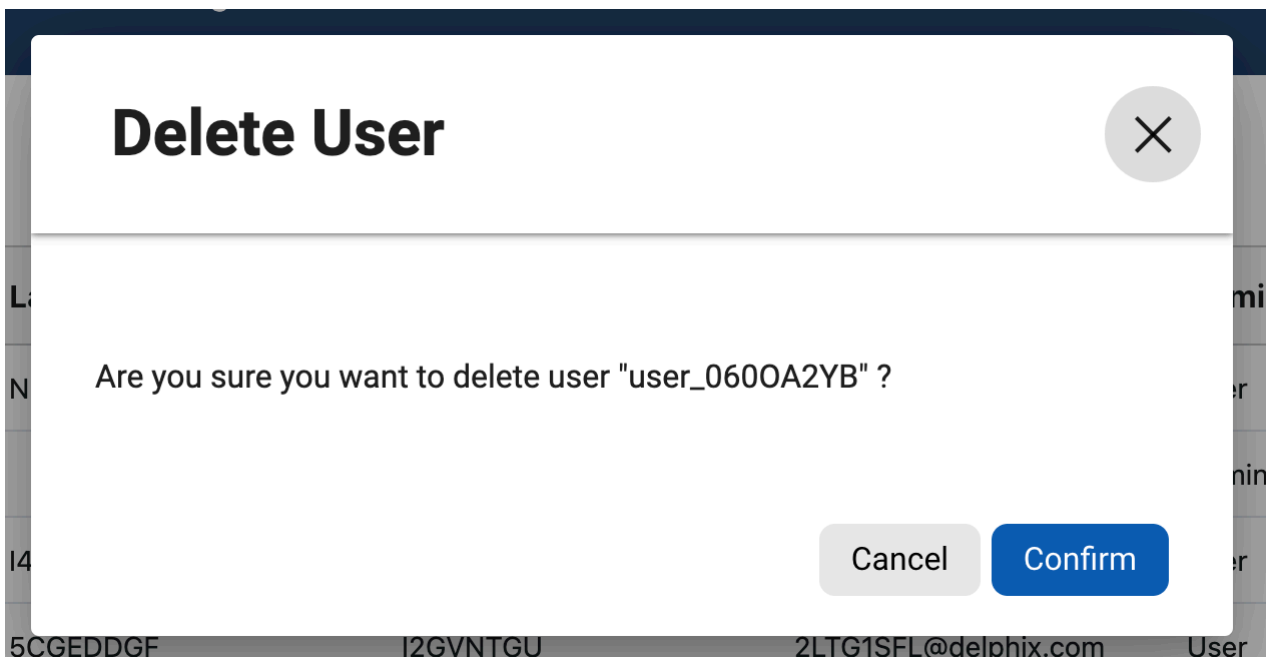 Delete User
Are you sure you want to delete user "user_060OA2YB" ?
Cancel Confirm
5CGEDDGF I2GVNTGU 2LTG1SFL@delphix.com User